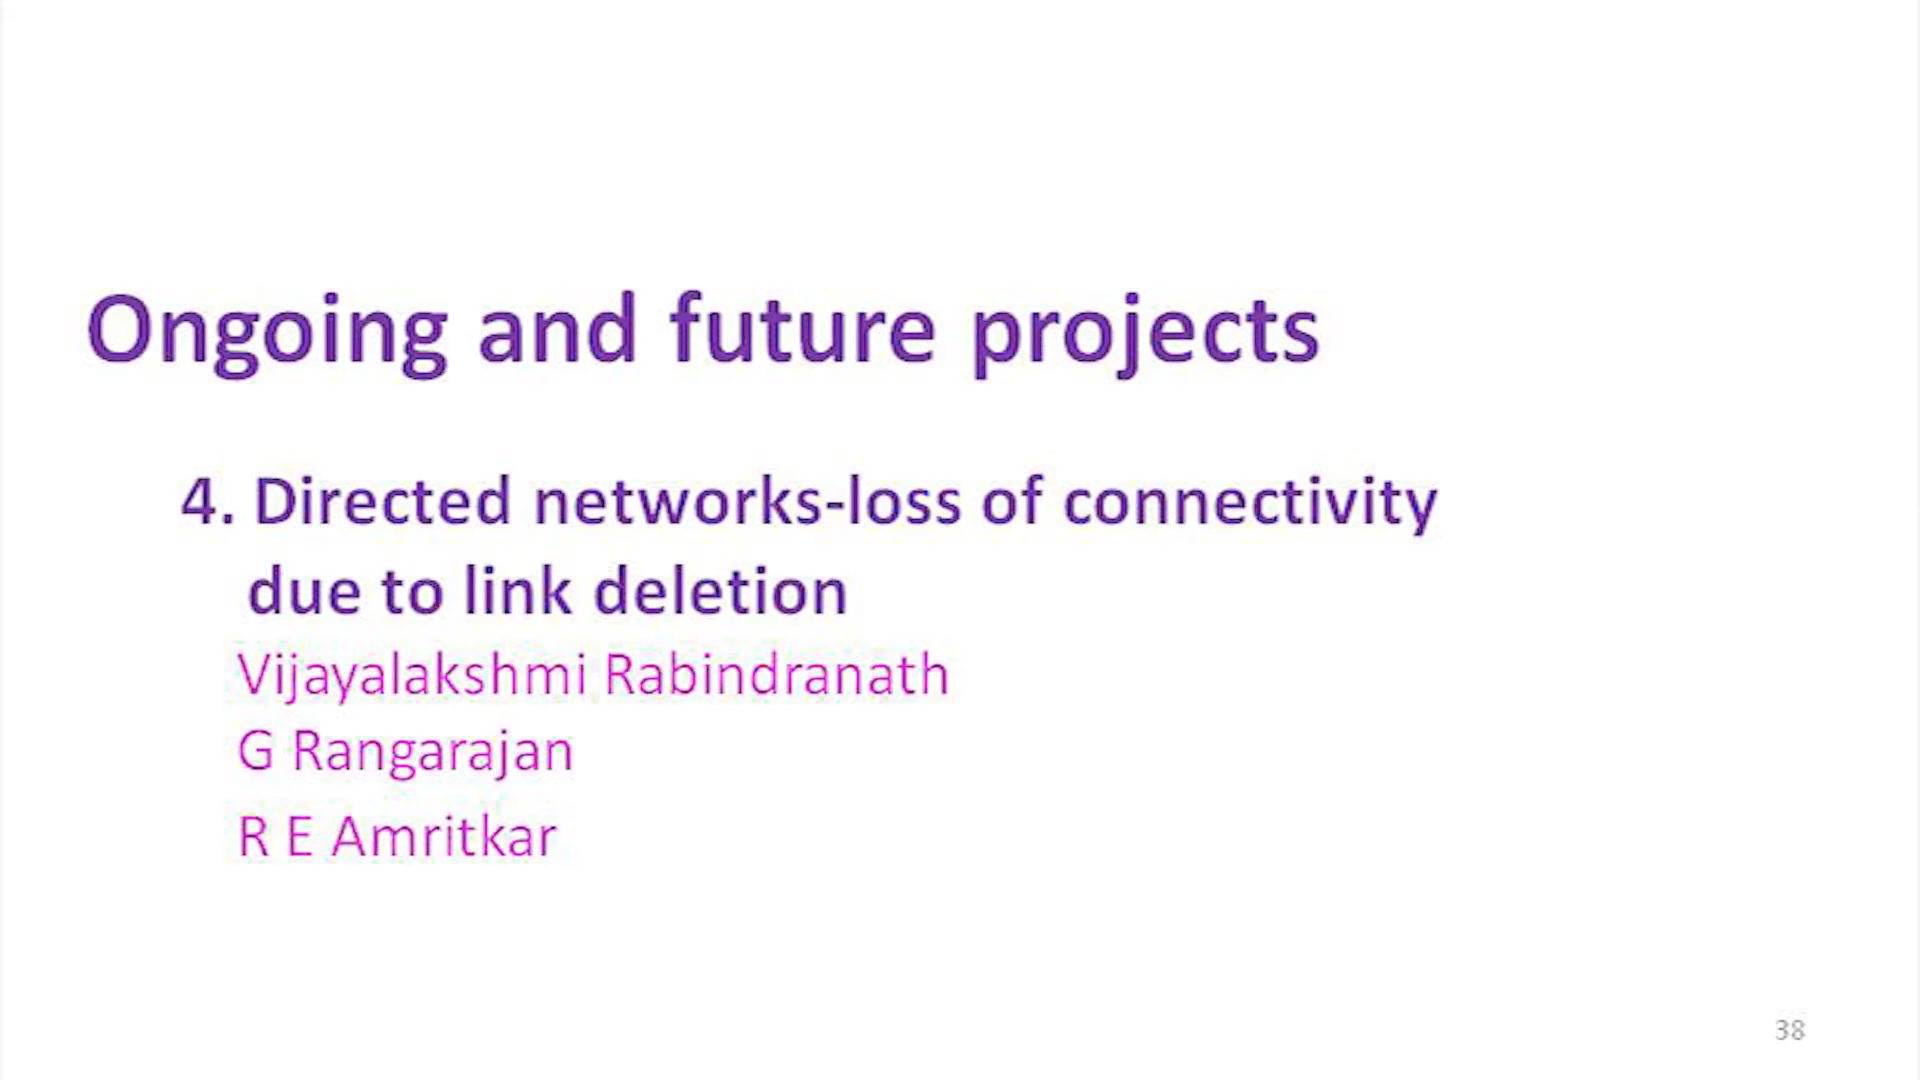 Ongoing and future projects
4. Directed networks-loss of connectivity
due to link deletion
Vijayalakshmi Rabindranath
G Rangarajan
R E Amritkar
38